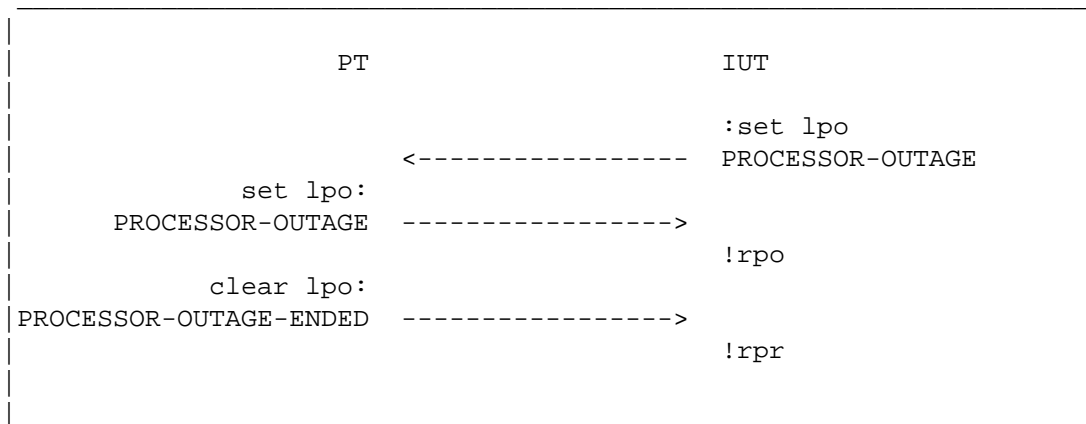 PT IUT
:set lpo
<----------------- PROCESSOR-OUTAGE
set lpo:
PROCESSOR-OUTAGE ----------------->
!rpo
clear lpo:
PROCESSOR-OUTAGE-ENDED ----------------->
!rpr